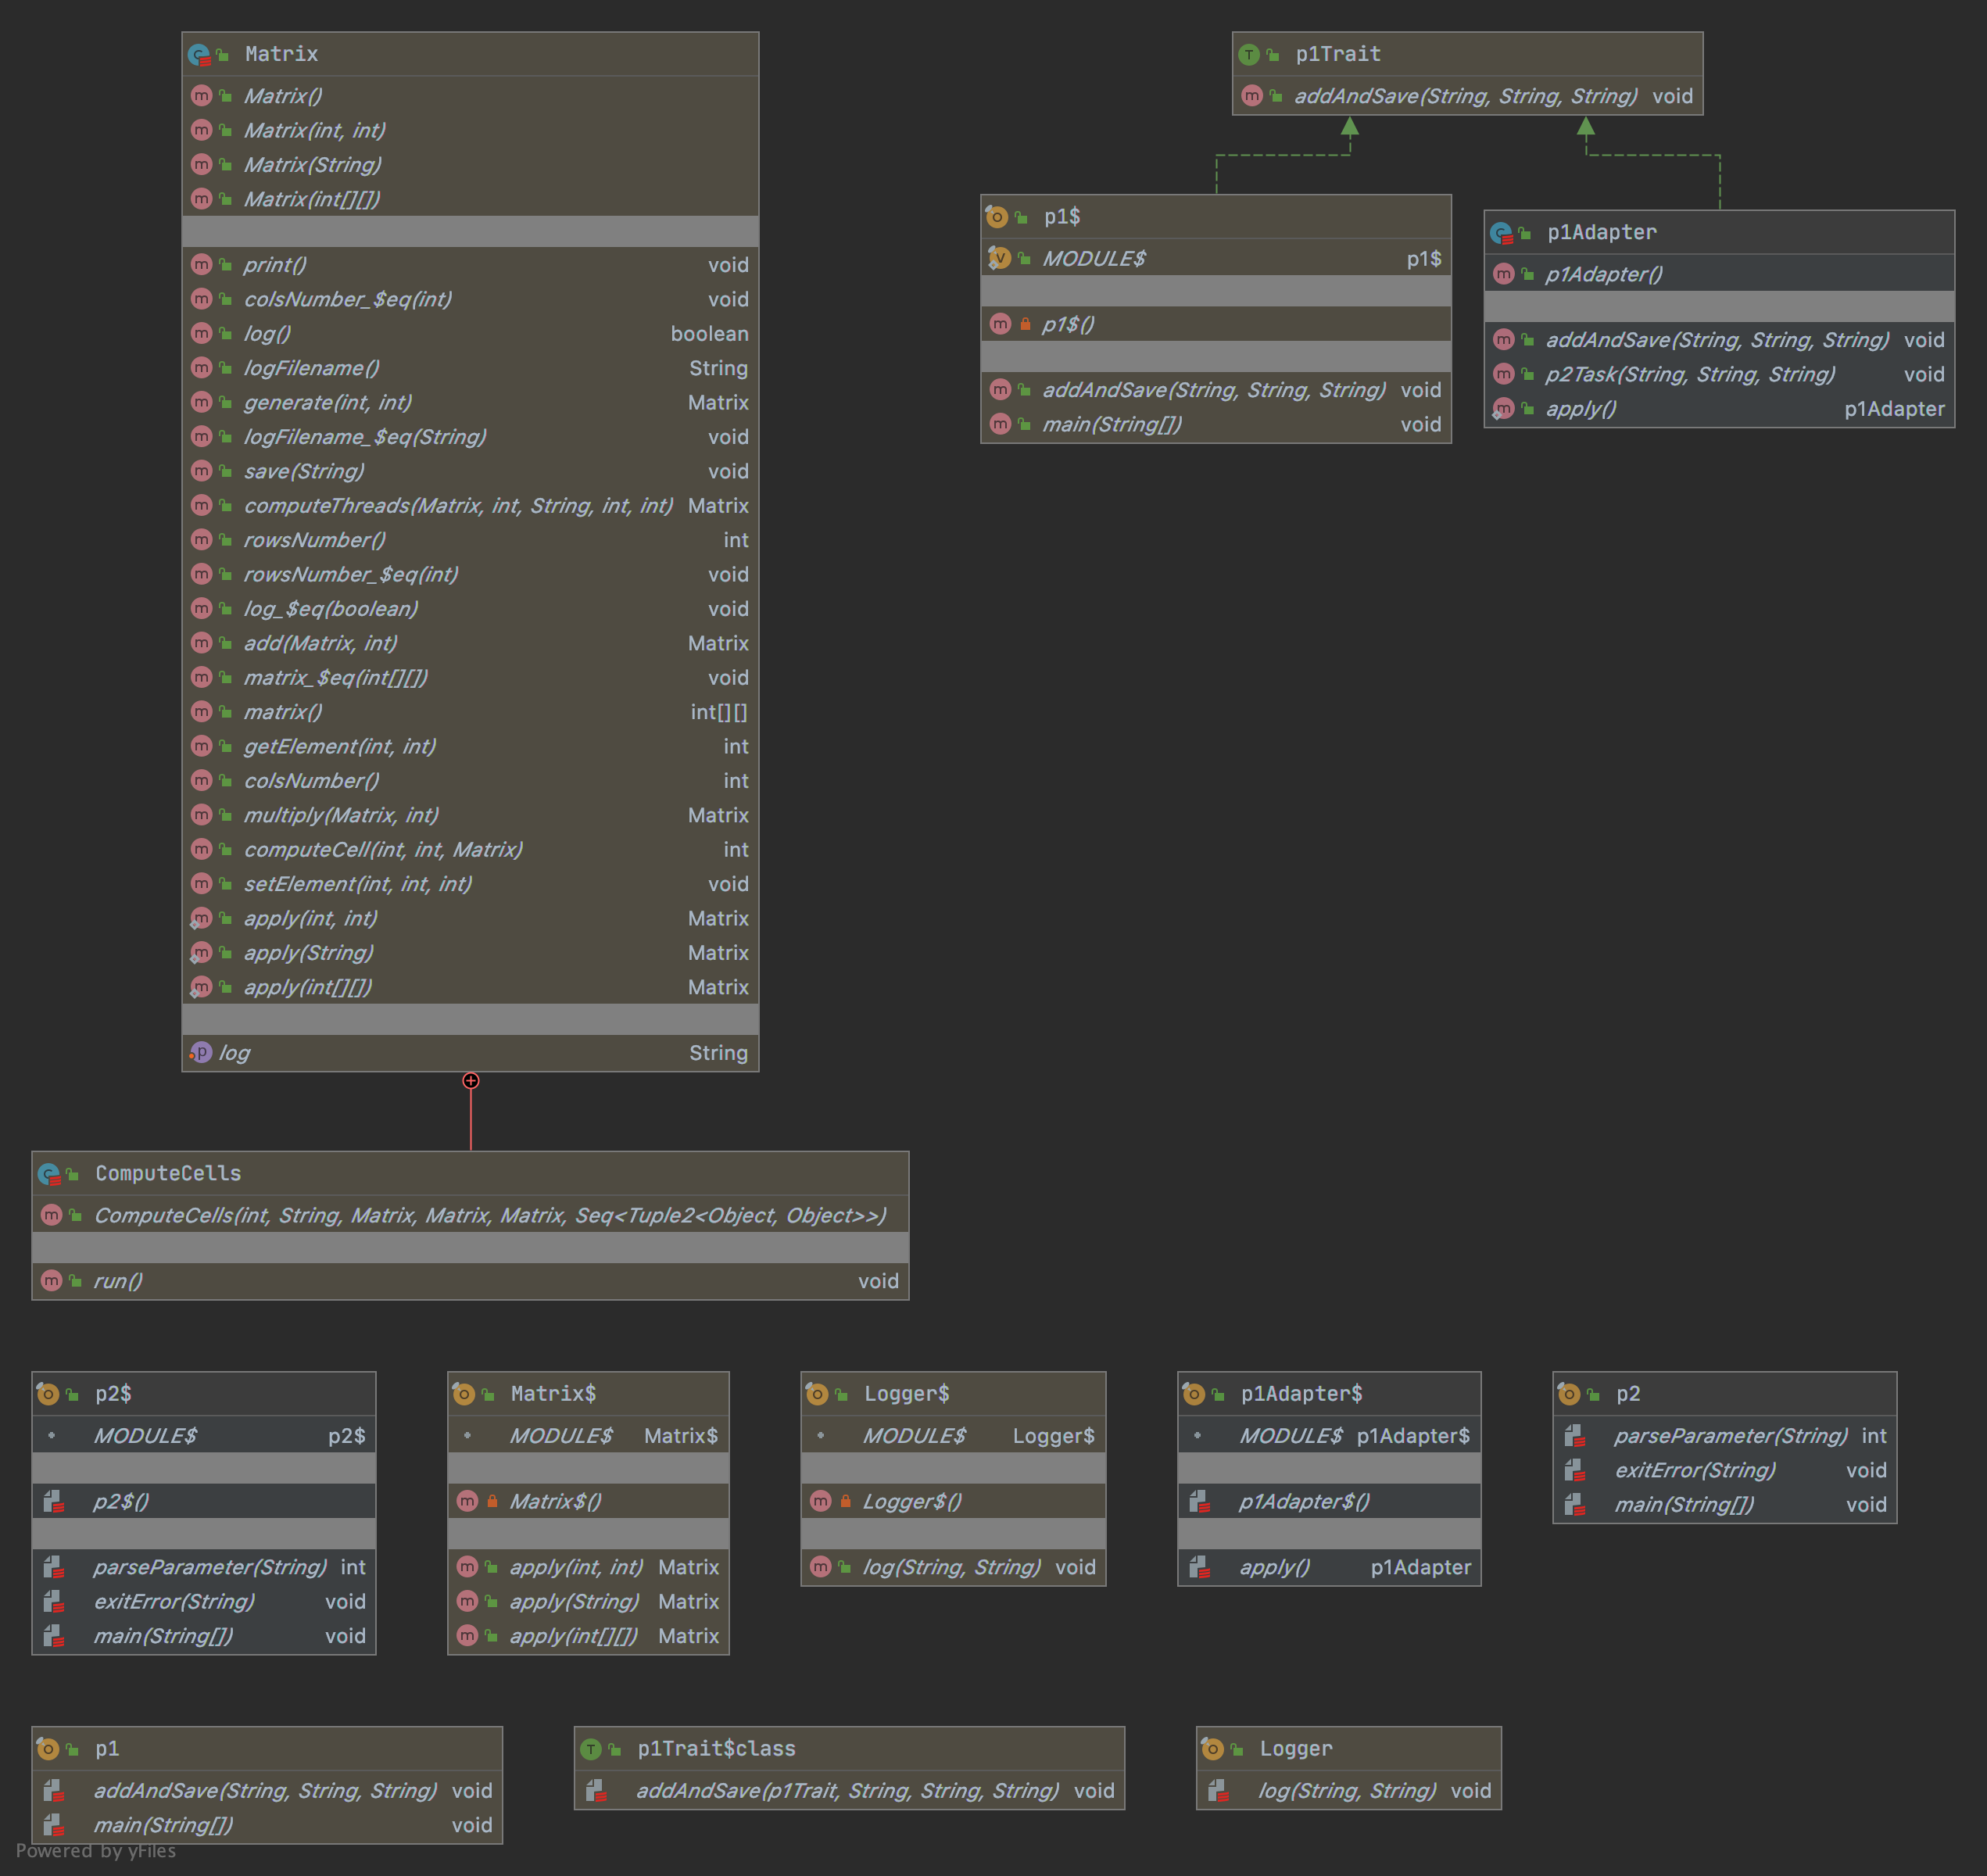 Matrix
Matrix()
Matrix(int, int)
Matrix(String)
Matrix(int[][])
print() void
colsNumber_$eq(int) void
log() boolean
logFilename() String
generate(int, int) Matrix
logFilename_$eq(String) void
save(String) void
computeThreads(Matrix, int, String, int, int) Matrix
rowsNumber() int
rowsNumber_$eq(int) void
log_$eq(boolean) void
add(Matrix, int) Matrix
matrix_$eq(int[][]) void
matrix() int[][]
getElement(int, int) int
colsNumber() int
multiply(Matrix, int) Matrix
computeCell(int, int, Matrix) int
setElement(int, int, int) void
apply(int, int) Matrix
apply(String) Matrix
apply(int[][]) Matrix
log String
p1Trait
addAndSave(String, String, String) void
p1$
MODULE$ p1$
p1$()
addAndSave(String, String, String) void
main(String[]) void
p1Adapter
p1Adapter()
addAndSave(String, String, String) void
p2Task(String, String, String) void
apply() p1Adapter
ComputeCells
ComputeCells(int, String, Matrix, Matrix, Matrix, Seq<Tuple2<Object, Object>>)
run() void
p2$
MODULE$ p2$
p2$()
parseParameter(String) int
exitError(String) void
main(String[]) void
Matrix$
MODULE$ Matrix$
Matrix$()
apply(int, int) Matrix
apply(String) Matrix
apply(int[][]) Matrix
Logger$
MODULE$ Logger$
Logger$()
log(String, String) void
p1Adapter$
MODULE$ p1Adapter$
p1Adapter$()
apply() p1Adapter
p2
parseParameter(String) int
exitError(String) void
main(String[]) void
p1
addAndSave(String, String, String) void
main(String[]) void
p1Trait$class
addAndSave(p1Trait, String, String, String) void
Logger
log(String, String) void
Powered by yFiles